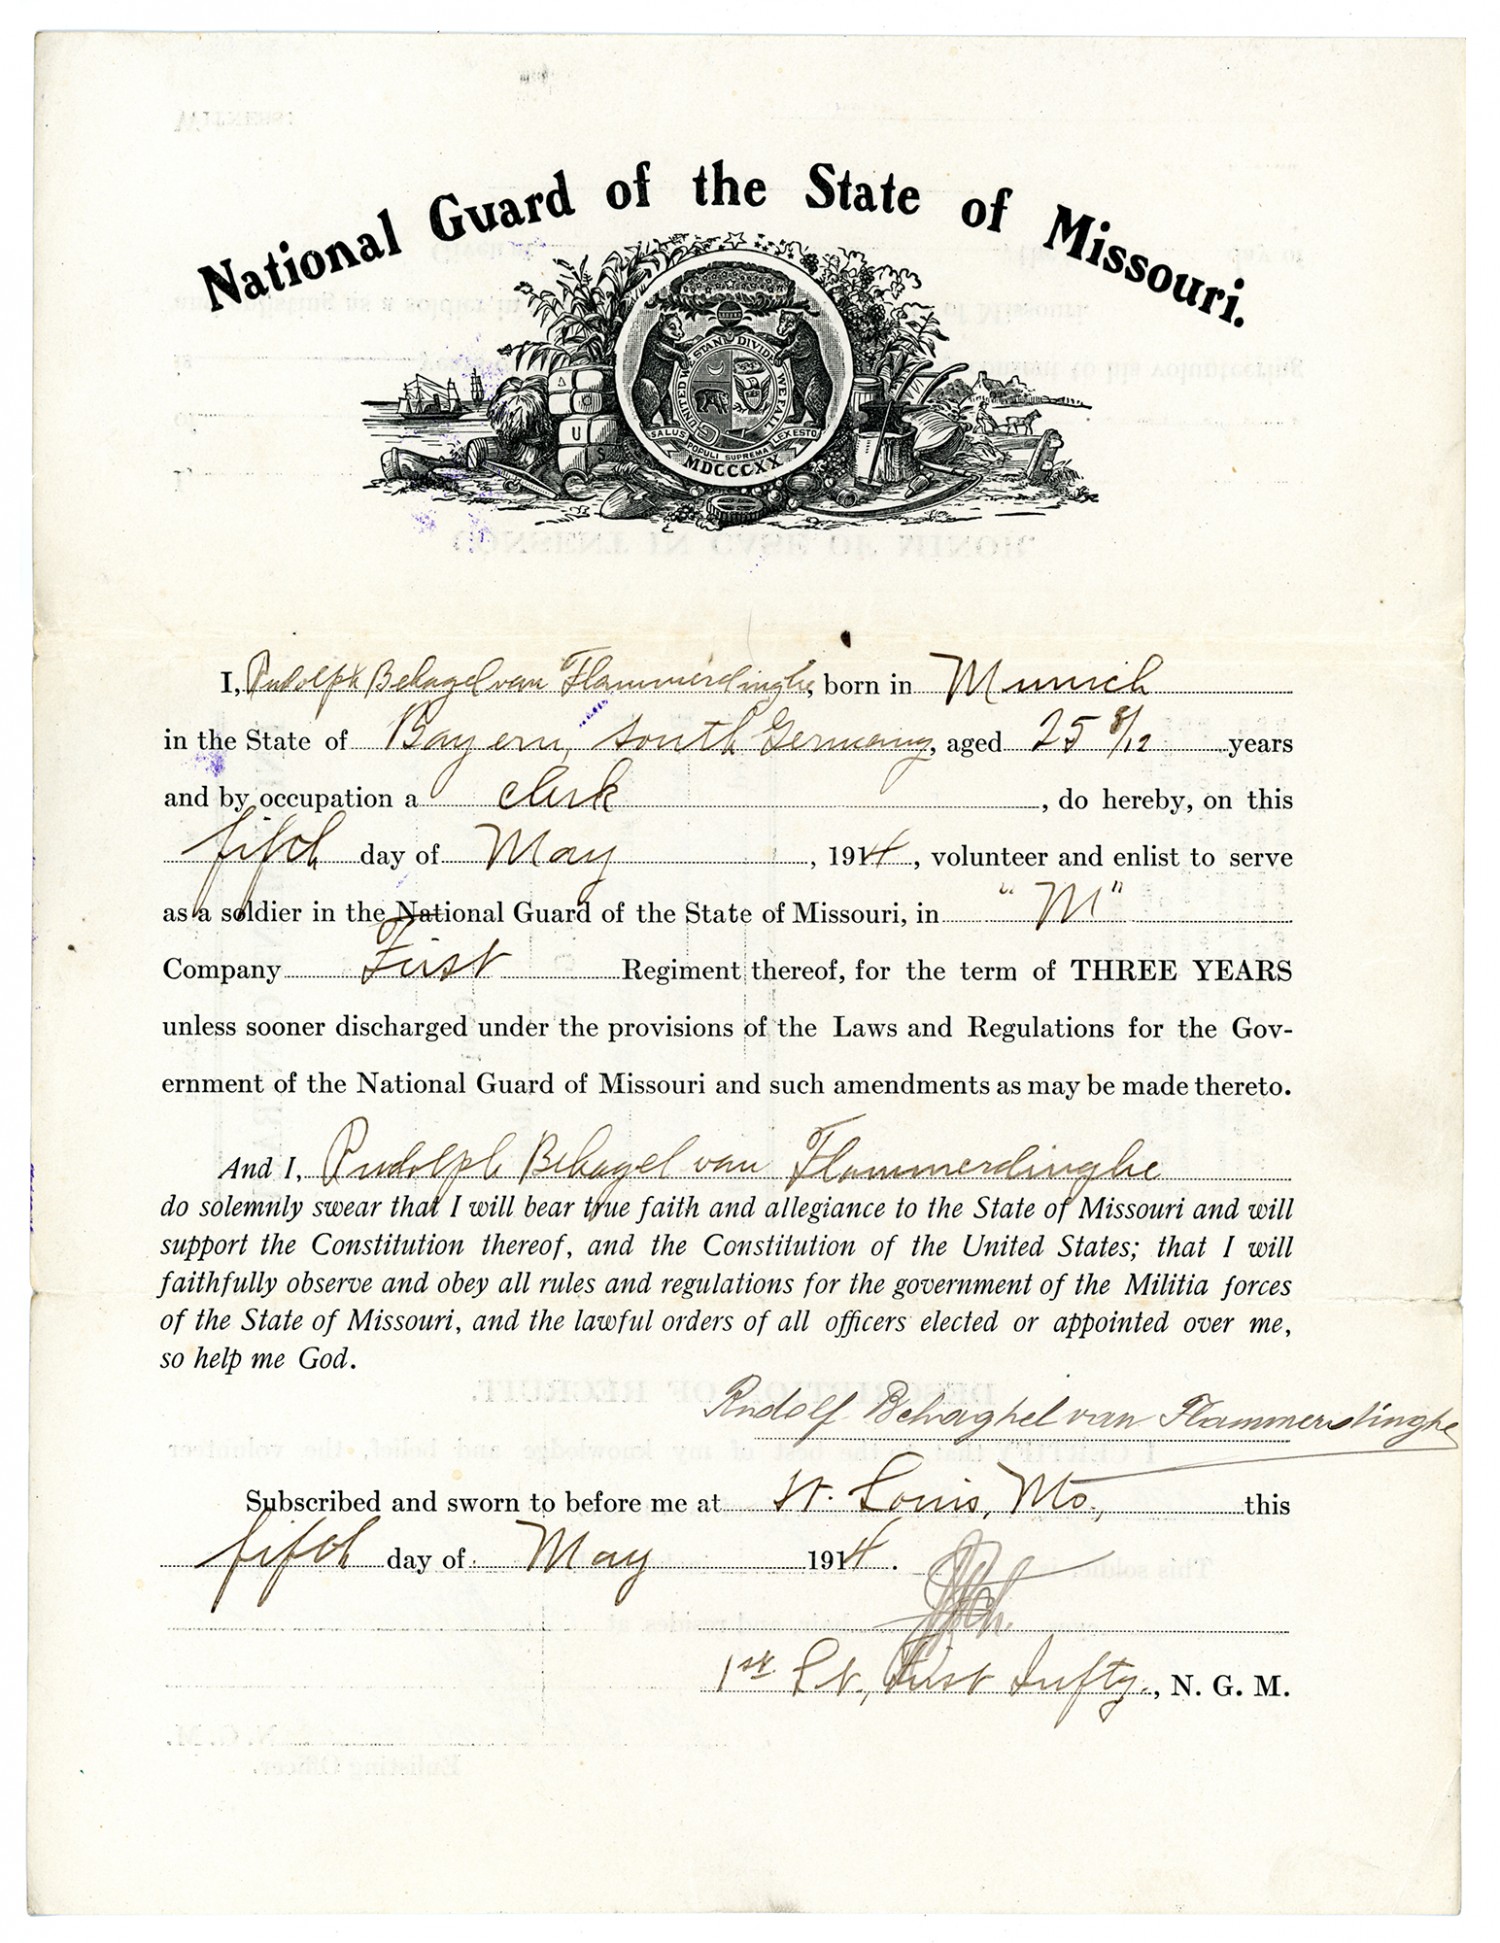 National Guard of the State of Missouri.
UNITED WE STAND DIVIDED WE FALL
SALUS POPULI SUPREMA LEX ESTO
MDCCCXX
U
S
I, Rudolph Behagel van Flammerdinghe, born in Munich
in the State of Bayern, South Germany, aged 25 8/12 years
and by occupation a clerk, do hereby, on this
fifth day of May, 1914, volunteer and enlist to serve
as a soldier in the National Guard of the State of Missouri, in "M"
Company First Regiment thereof, for the term of THREE YEARS
unless sooner discharged under the provisions of the Laws and Regulations for the Gov-
ernment of the National Guard of Missouri and such amendments as may be made thereto.
And I, Rudolph Behagel van Flammerdinghe
do solemnly swear that I will bear true faith and allegiance to the State of Missouri and will
support the Constitution thereof, and the Constitution of the United States; that I will
faithfully observe and obey all rules and regulations for the government of the Militia forces
of the State of Missouri, and the lawful orders of all officers elected or appointed over me,
so help me God.
Rudolf Behaghel van Flammerdinghe
Subscribed and sworn to before me at St. Louis, Mo., this
fifth day of May 1914.
1st Lt., First Infty., N. G. M.